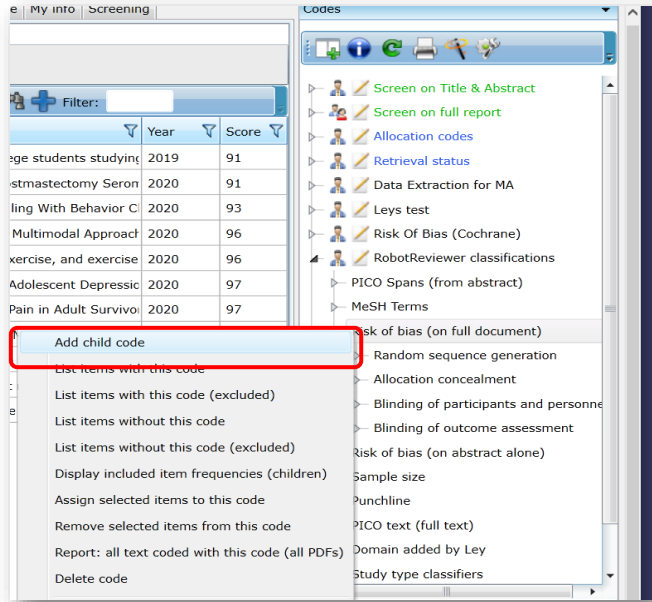 e My info Screening
Codes
Filter:
Year Score
ege students studying 2019 91
stmastectomy Serom 2020 91
ling With Behavior C 2020 93
Multimodal Approach 2020 96
xercise, and exercise 2020 96
Adolescent Depressio 2020 97
Pain in Adult Survivo 2020 97
Screen on Title & Abstract
Screen on full report
Allocation codes
Retrieval status
Data Extraction for MA
Leys test
Risk Of Bias (Cochrane)
RobotReviewer classifications
PICO Spans (from abstract)
MeSH Terms
isk of bias (on full document)
Random sequence generation
Allocation concealment
Blinding of participants and personne
Blinding of outcome assessment
Risk of bias (on abstract alone)
Sample size
Punchline
PICO text (full text)
Domain added by Ley
Study type classifiers
Add child code
List items with this code
List items with this code (excluded)
List items without this code
List items without this code (excluded)
Display included item frequencies (children)
Assign selected items to this code
Remove selected items from this code
Report: all text coded with this code (all PDFs)
Delete code